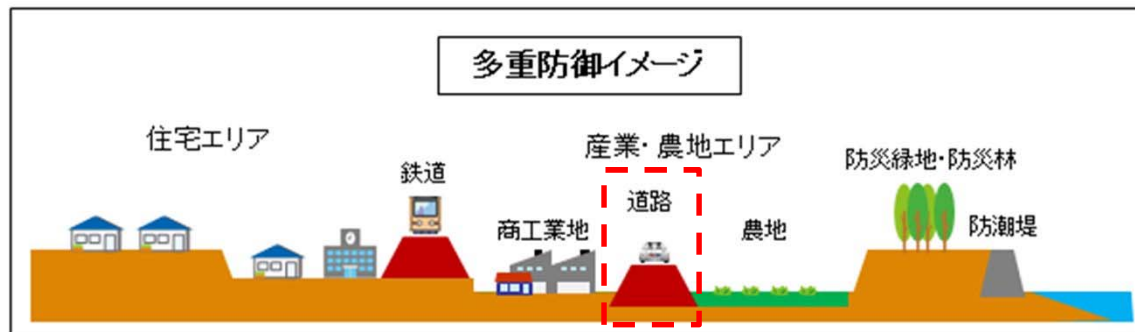 多重防御イメージ
住宅エリア
産業・農地エリア
防災緑地・防災林
鉄道
道路
商工業地
農地
防潮堤